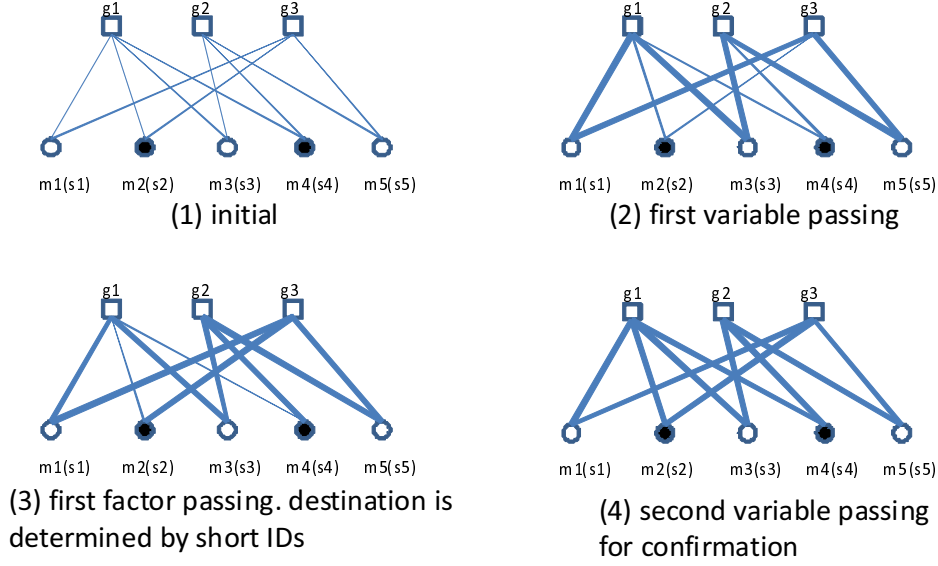 g1 g2 g3
m1(s1) m2(s2) m3(s3) m4(s4) m5(s5)
(1) initial
g1 g2 g3
m1(s1) m2(s2) m3(s3) m4(s4) m5(s5)
(2) first variable passing
g1 g2 g3
m1(s1) m2(s2) m3(s3) m4(s4) m5(s5)
(3) first factor passing. destination is
determined by short IDs
g1 g2 g3
m1(s1) m2(s2) m3(s3) m4(s4) m5(s5)
(4) second variable passing
for confirmation